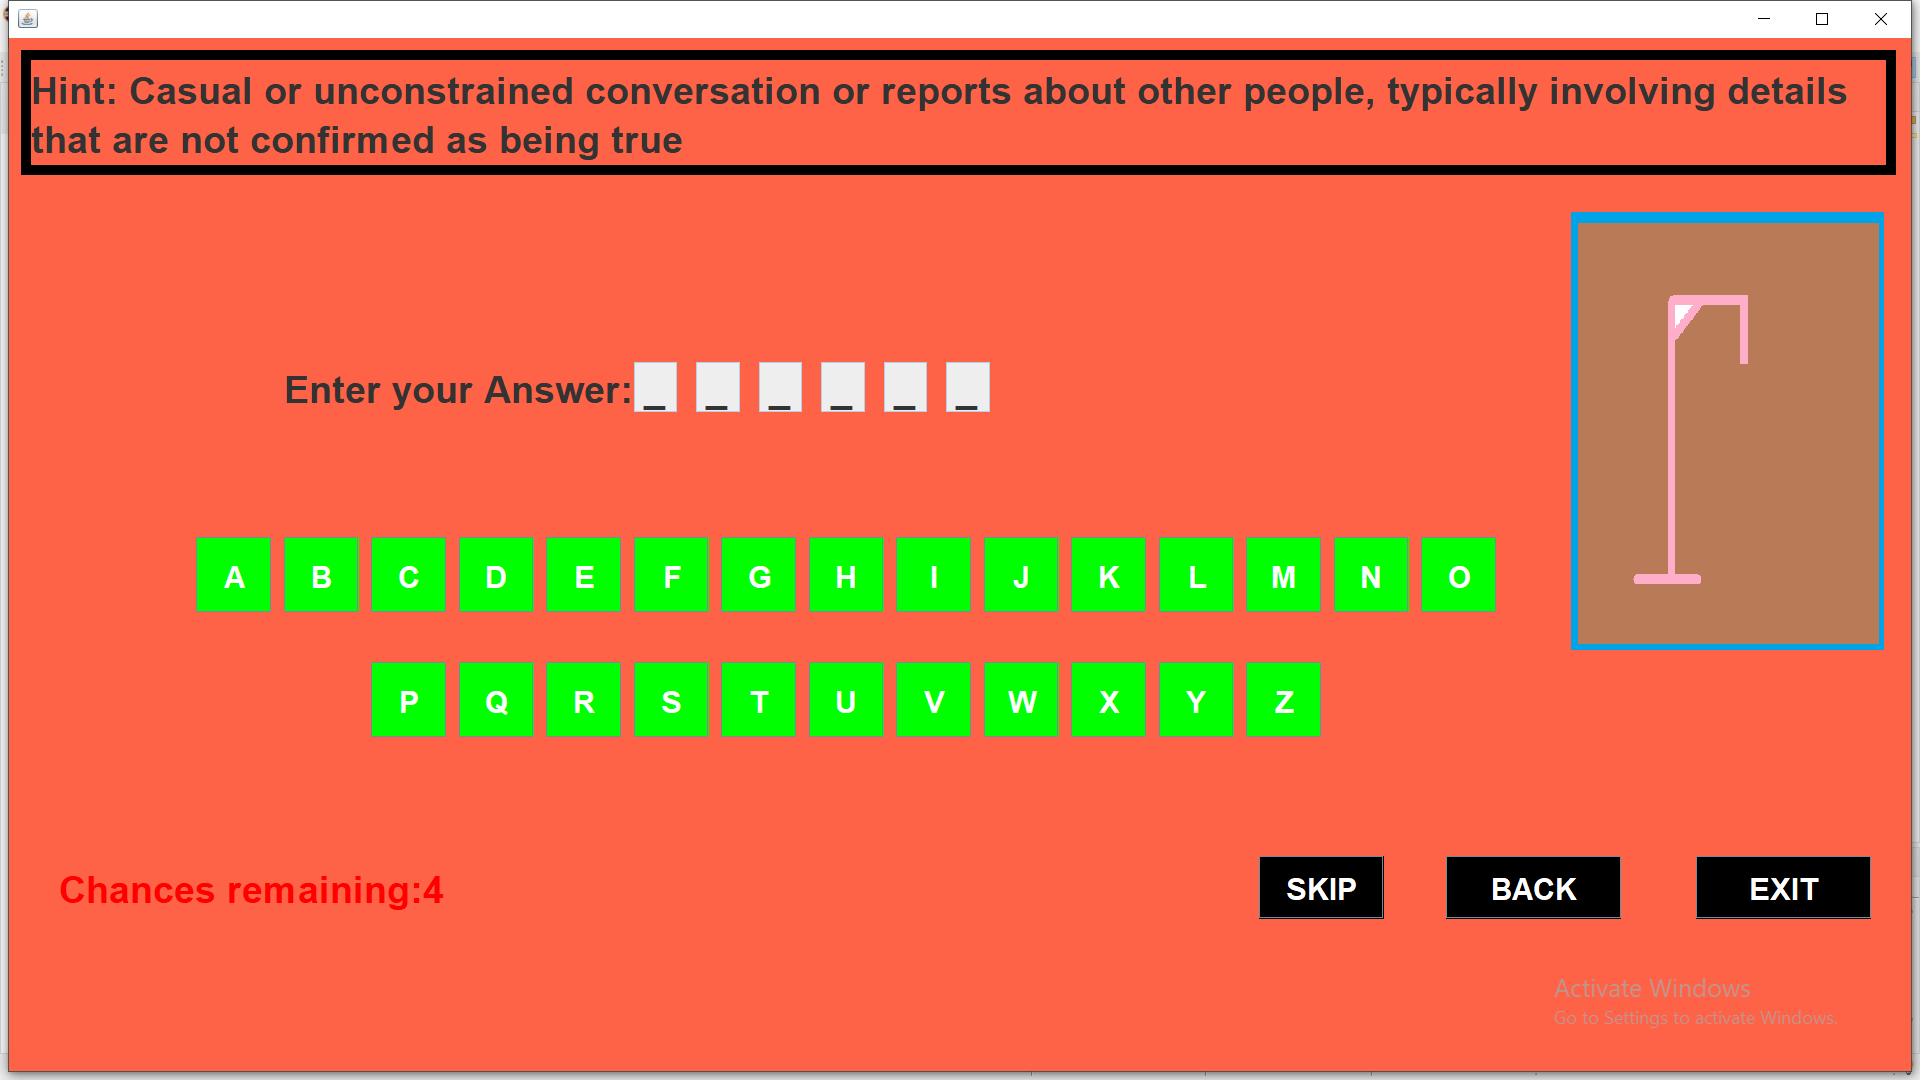 Hint: Casual or unconstrained conversation or reports about other people, typically involving details
that are not confirmed as being true
Enter your Answer: _ _ _ _ _ _
A B C D E F G H I J K L M N O
P Q R S T U V W X Y Z
Chances remaining:4
SKIP BACK EXIT
Activate Windows
Go to Settings to activate Windows.